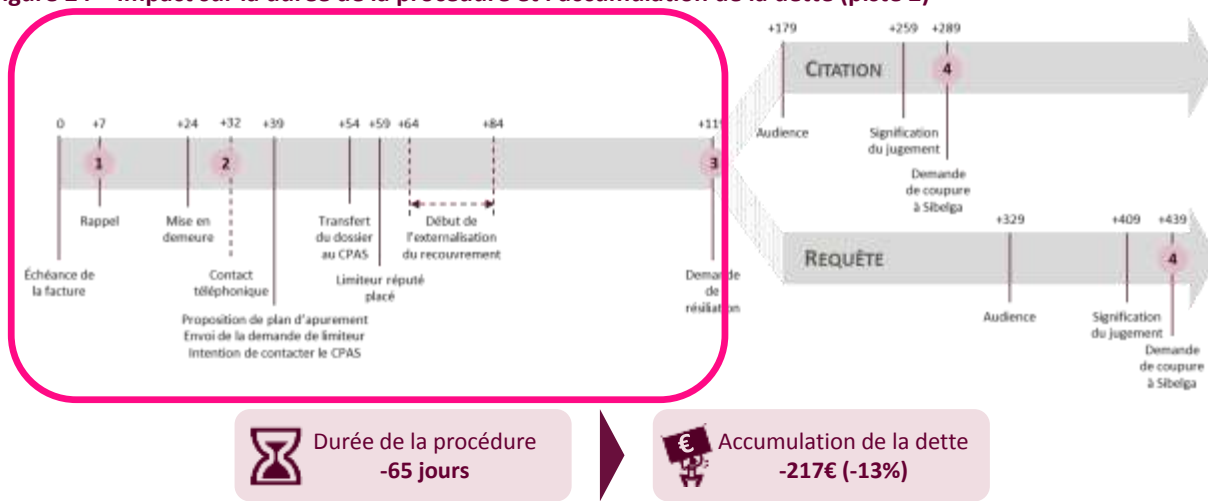 Figure 14 – Impact sur la durée de la procédure et l'accumulation de la dette (piste 2)
+179
+259
+289
CITATION
4
Audience
Signification
du jugement
Demande
de coupure
à Sibelga
0
+7
+24
+32
+39
+54
+59
+64
+84
+119
1
2
3
Rappel
Mise en
demeure
Transfert
du dossier
au CPAS
Début de
l'externalisation
du recouvrement
Échéance de
la facture
Contact
téléphonique
Limiteur réputé
placé
Demande
de
résiliation
Proposition de plan d'apurement
Envoi de la demande de limiteur
Intention de contacter le CPAS
+329
+409
+439
REQUÊTE
4
Audience
Signification
du jugement
Demande
de coupure
à Sibelga
Durée de la procédure
-65 jours
€
Accumulation de la dette
-217€ (-13%)